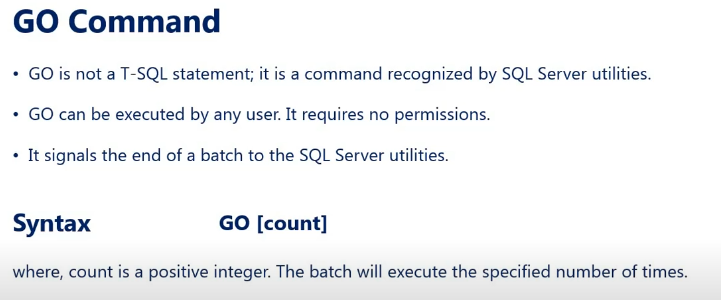 GO Command
• GO is not a T-SQL statement; it is a command recognized by SQL Server utilities.
• GO can be executed by any user. It requires no permissions.
• It signals the end of a batch to the SQL Server utilities.
Syntax GO [count]
where, count is a positive integer. The batch will execute the specified number of times.